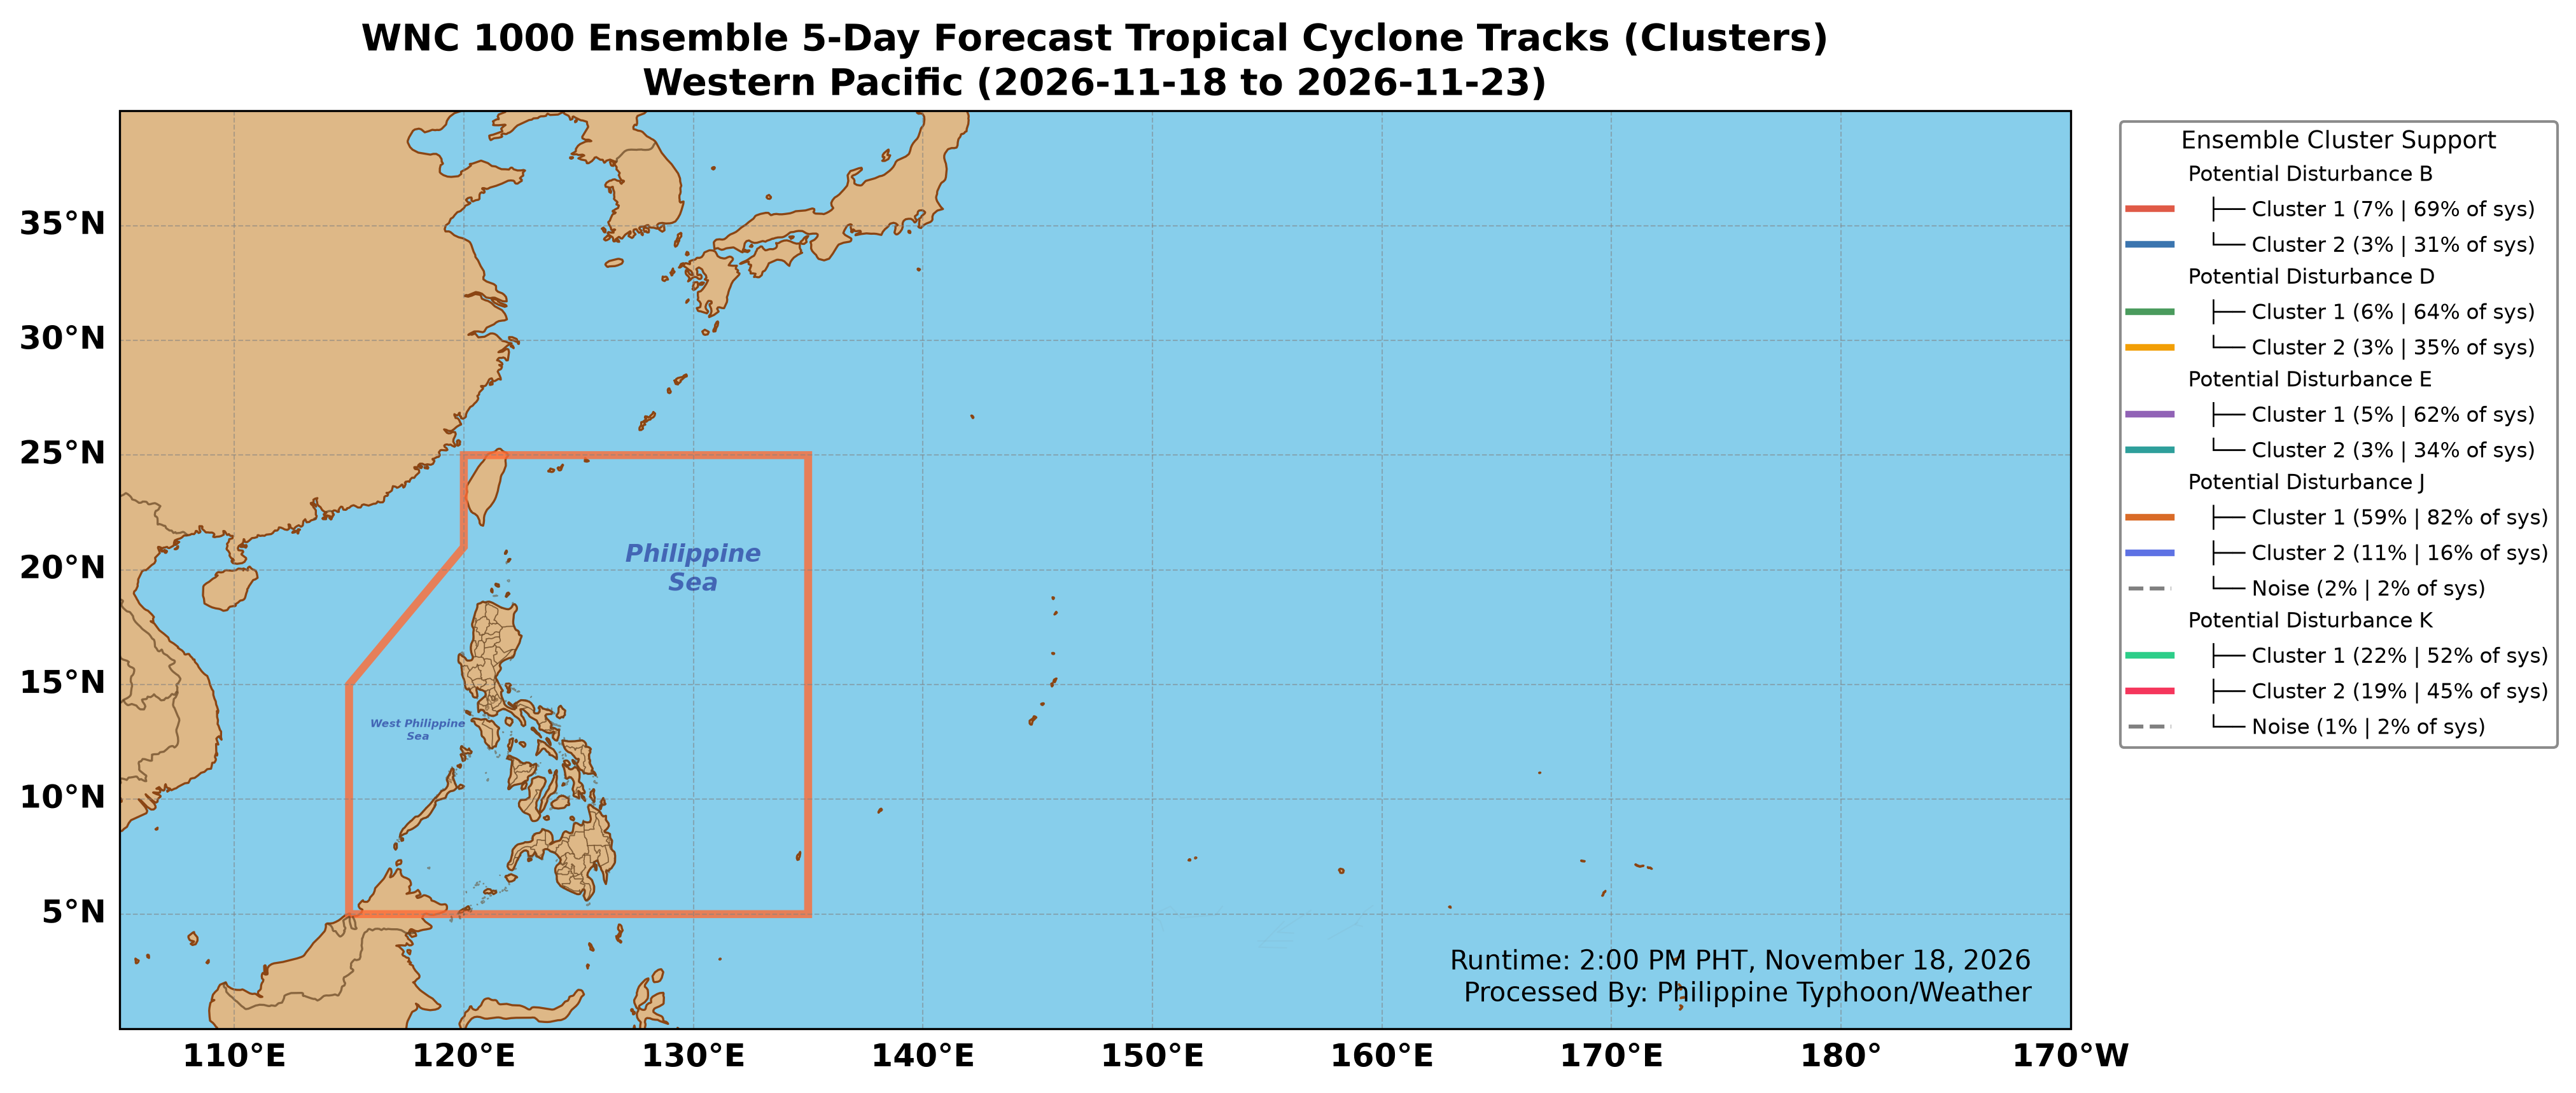 WNC 1000 Ensemble 5-Day Forecast Tropical Cyclone Tracks (Clusters)
Western Pacific (2026-11-18 to 2026-11-23)
35°N
30°N
25°N
20°N
15°N
10°N
5°N
110°E
120°E
130°E
140°E
150°E
160°E
170°E
180°
170°W
Philippine
Sea
West Philippine
Sea
Runtime: 2:00 PM PHT, November 18, 2026
Processed By: Philippine Typhoon/Weather
Ensemble Cluster Support
Potential Disturbance B
├── Cluster 1 (7% | 69% of sys)
└── Cluster 2 (3% | 31% of sys)
Potential Disturbance D
├── Cluster 1 (6% | 64% of sys)
└── Cluster 2 (3% | 35% of sys)
Potential Disturbance E
├── Cluster 1 (5% | 62% of sys)
└── Cluster 2 (3% | 34% of sys)
Potential Disturbance J
├── Cluster 1 (59% | 82% of sys)
├── Cluster 2 (11% | 16% of sys)
└── Noise (2% | 2% of sys)
Potential Disturbance K
├── Cluster 1 (22% | 52% of sys)
├── Cluster 2 (19% | 45% of sys)
└── Noise (1% | 2% of sys)